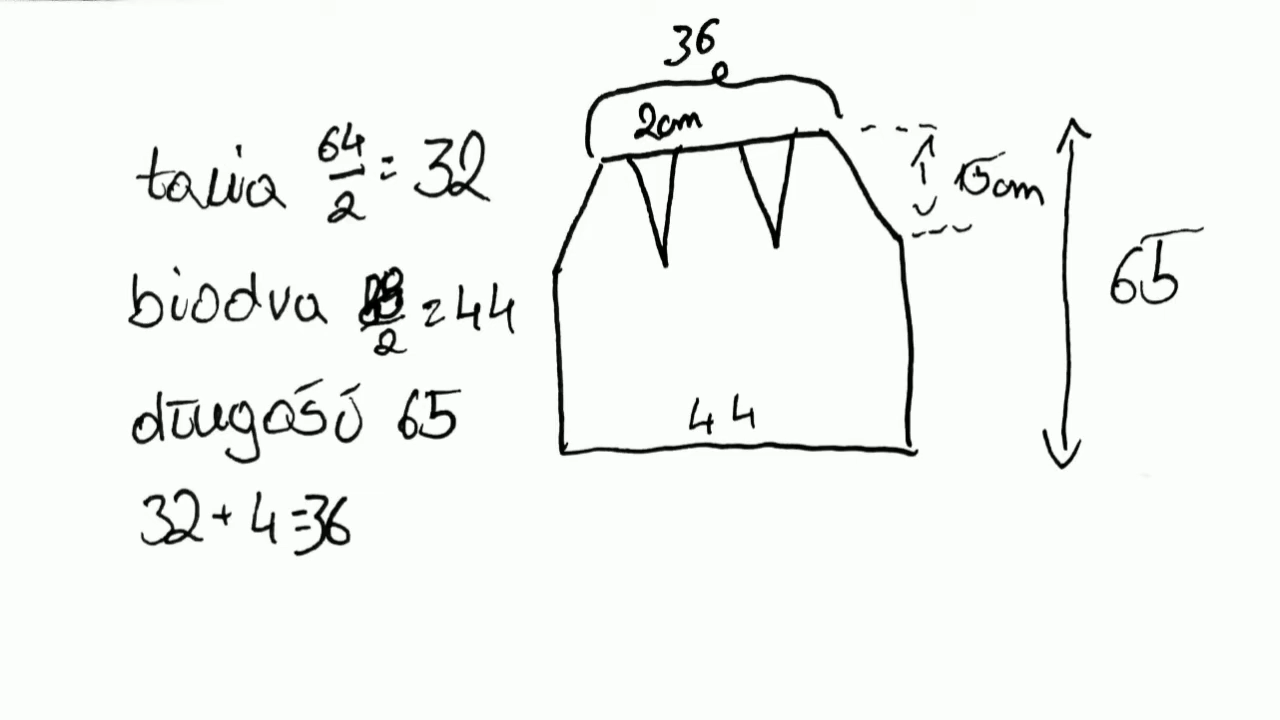 36
2cm
talia 64/2 = 32
15cm
biodra /2 = 44
65
długość 65
44
32 + 4 = 36